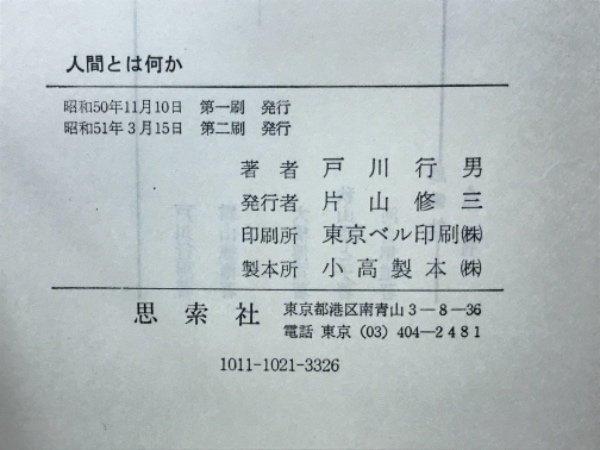 人間とは何か
昭和50年11月10日 第一刷 発行
昭和51年3月15日 第二刷 発行
著者 戸川行男
発行者 片山修三
印刷所 東京ベル印刷㈱
製本所 小高製本㈱
思索社 東京都港区南青山3—8—36
電話 東京(03)404—2481
1011-1021-3326